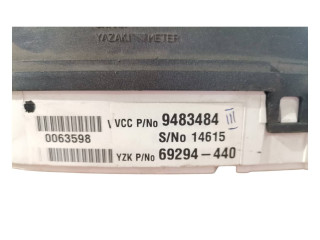 YAZAKI METER
VCC P/No 9483484
0063598
S/No 14615
YZK P/No 69294-440